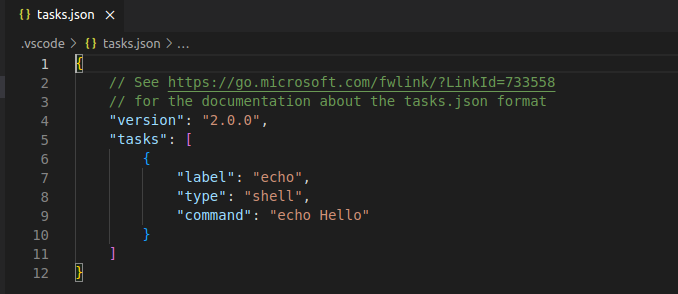 {} tasks.json ×
.vscode > {} tasks.json > ...
1 {
2 // See https://go.microsoft.com/fwlink/?LinkId=733558
3 // for the documentation about the tasks.json format
4 "version": "2.0.0",
5 "tasks": [
6 {
7 "label": "echo",
8 "type": "shell",
9 "command": "echo Hello"
10 }
11 ]
12 }